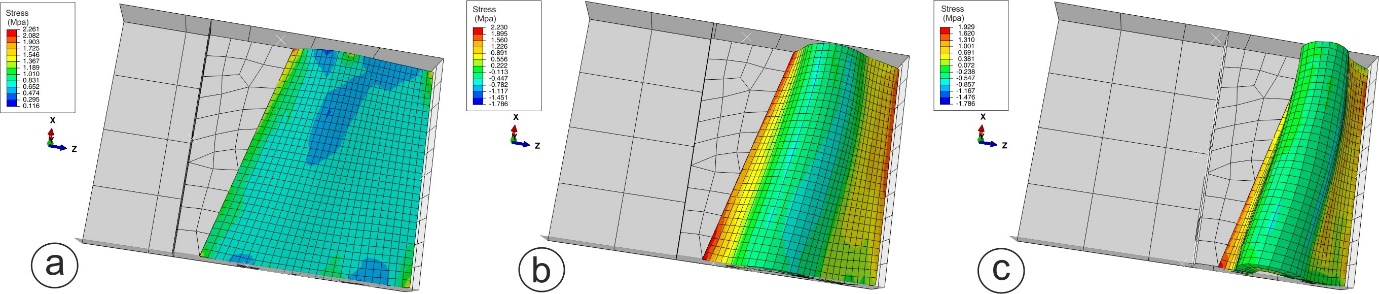 Stress
(Mpa)
2.261
2.082
1.903
1.725
1.546
1.367
1.189
1.010
0.831
0.652
0.474
0.295
0.116
X
Z
a
Stress
(Mpa)
2.230
1.895
1.560
1.226
0.891
0.556
0.222
-0.113
-0.447
-0.782
-1.117
-1.451
-1.786
X
Z
b
Stress
(Mpa)
1.929
1.620
1.310
1.001
0.691
0.381
0.072
-0.238
-0.547
-0.857
-1.167
-1.476
-1.786
X
Z
c